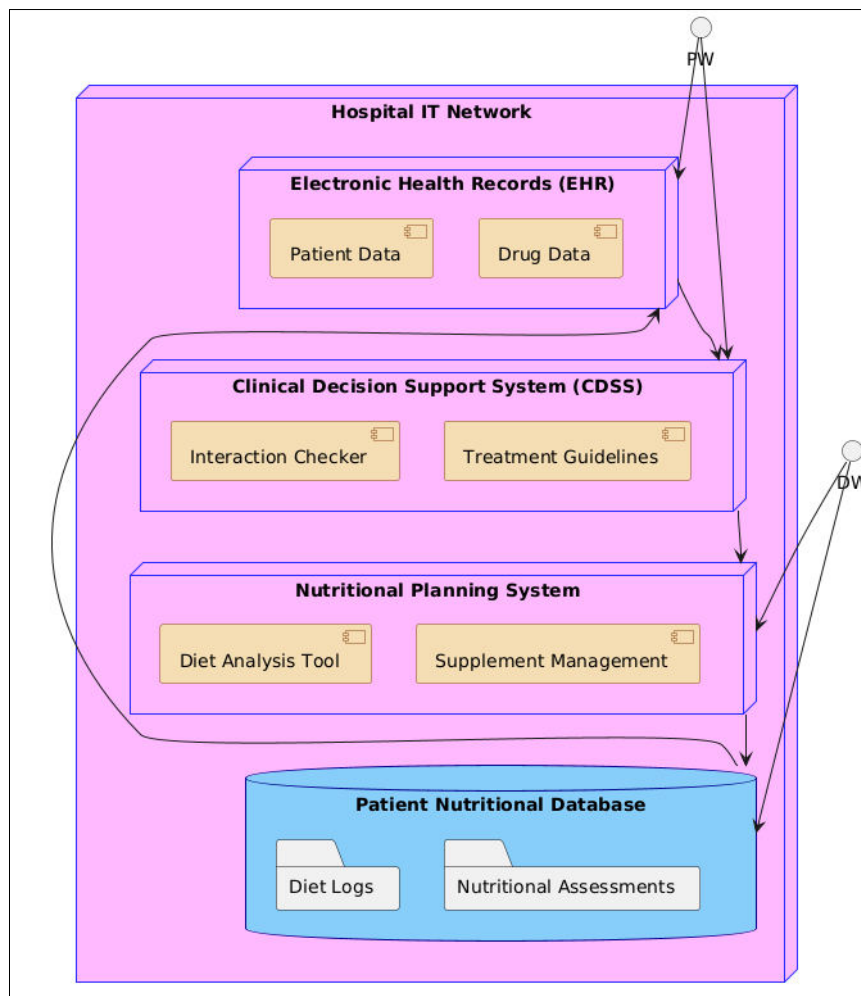 PW
Hospital IT Network
Electronic Health Records (EHR)
Patient Data
Drug Data
Clinical Decision Support System (CDSS)
Interaction Checker
Treatment Guidelines
DW
Nutritional Planning System
Diet Analysis Tool
Supplement Management
Patient Nutritional Database
Diet Logs
Nutritional Assessments